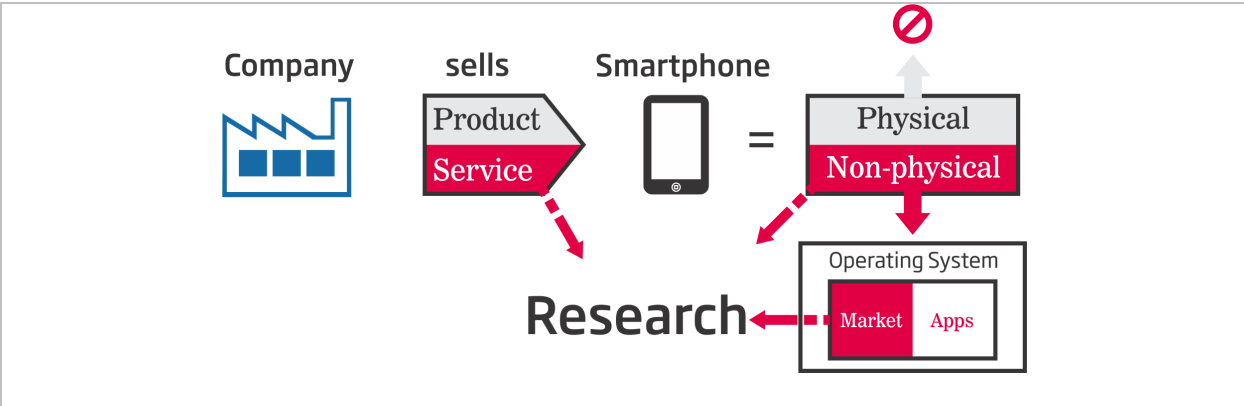 Company
sells
Smartphone
Product
Service
=
Physical
Non-physical
Operating System
Market
Apps
Research